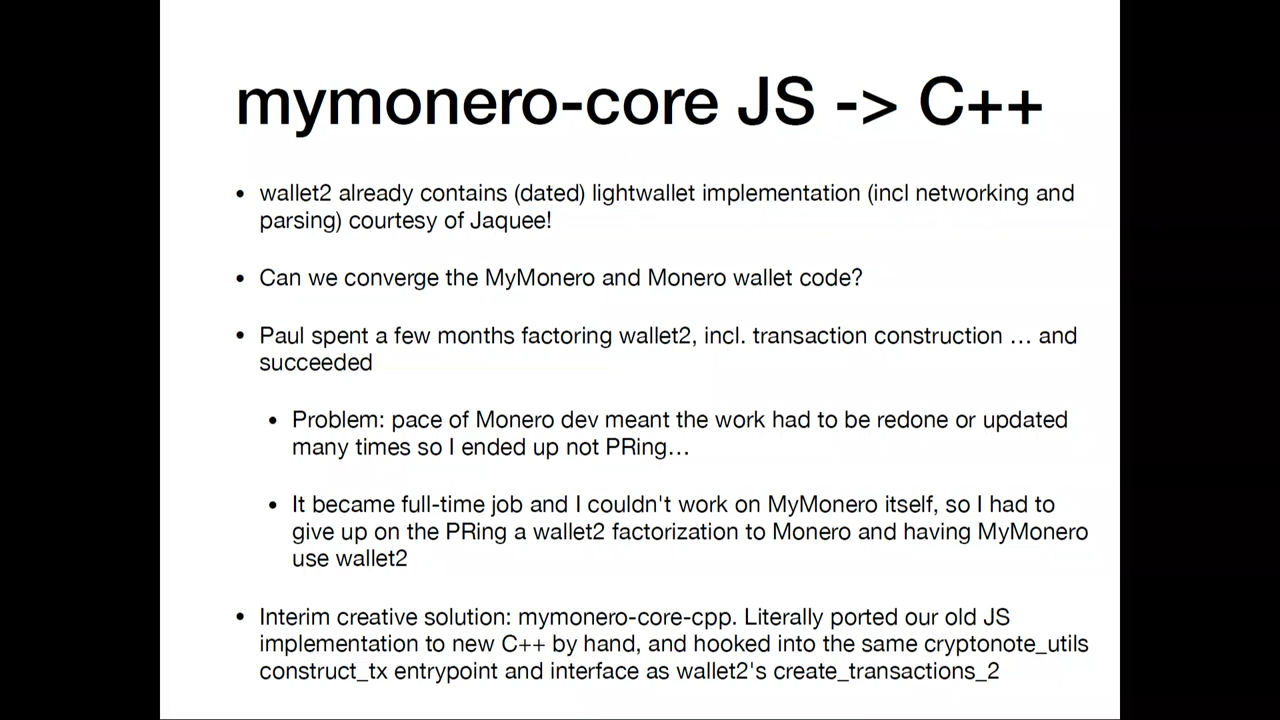 mymonero-core JS -> C++
• wallet2 already contains (dated) lightwallet implementation (incl networking and
parsing) courtesy of Jaquee!
• Can we converge the MyMonero and Monero wallet code?
• Paul spent a few months factoring wallet2, incl. transaction construction … and
succeeded
• Problem: pace of Monero dev meant the work had to be redone or updated
many times so I ended up not PRing…
• It became full-time job and I couldn't work on MyMonero itself, so I had to
give up on the PRing a wallet2 factorization to Monero and having MyMonero
use wallet2
• Interim creative solution: mymonero-core-cpp. Literally ported our old JS
implementation to new C++ by hand, and hooked into the same cryptonote_utils
construct_tx entrypoint and interface as wallet2's create_transactions_2